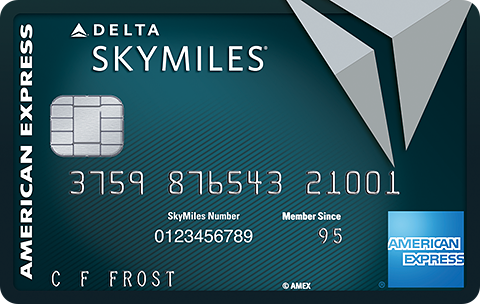 AMERICAN EXPRESS
DELTA
SKYMILES®
3759 876543 21001
SkyMiles Number
Member Since
0123456789
95
AMERICAN
EXPRESS
C F FROST
© AMEX